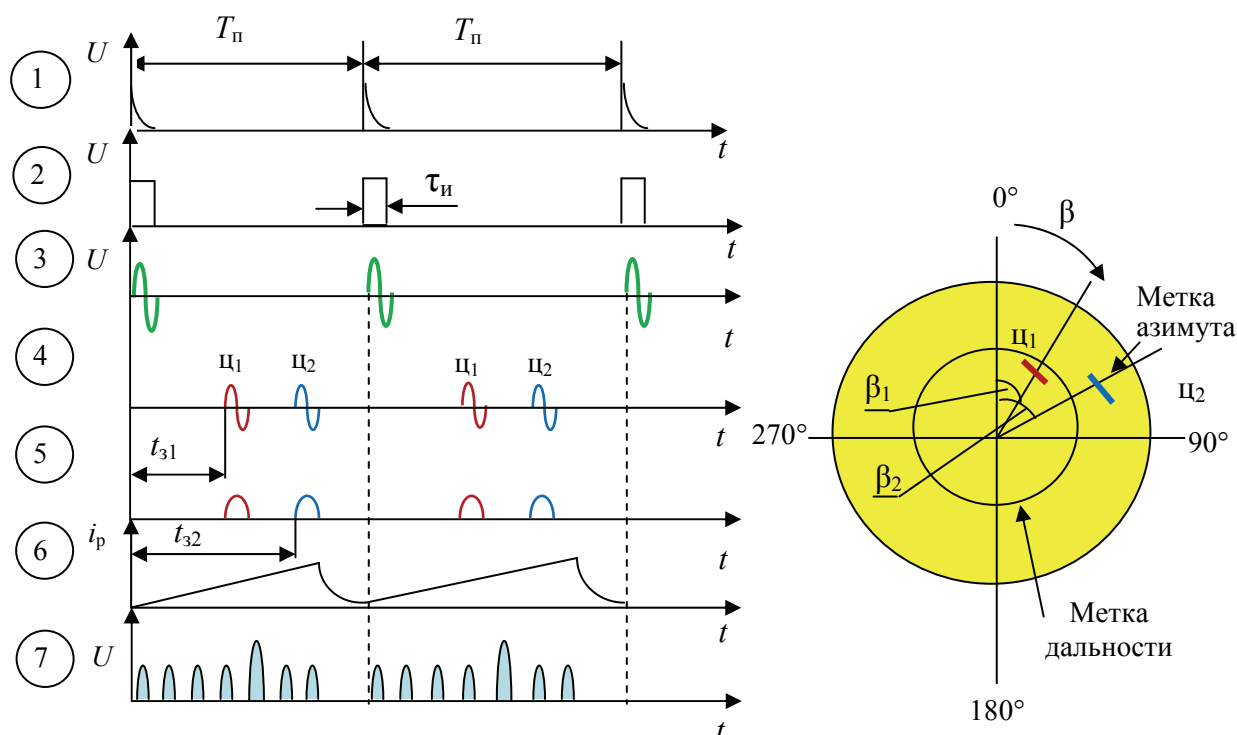 Tп
Tп
1
U
t
2
U
τи
t
3
U
t
4
ц1
ц2
ц1
ц2
t
5
tз1
6
iр
tз2
t
t
7
U
t
0°
β
Метка
азимута
ц1
ц2
β1
270°
90°
β2
Метка
дальности
180°